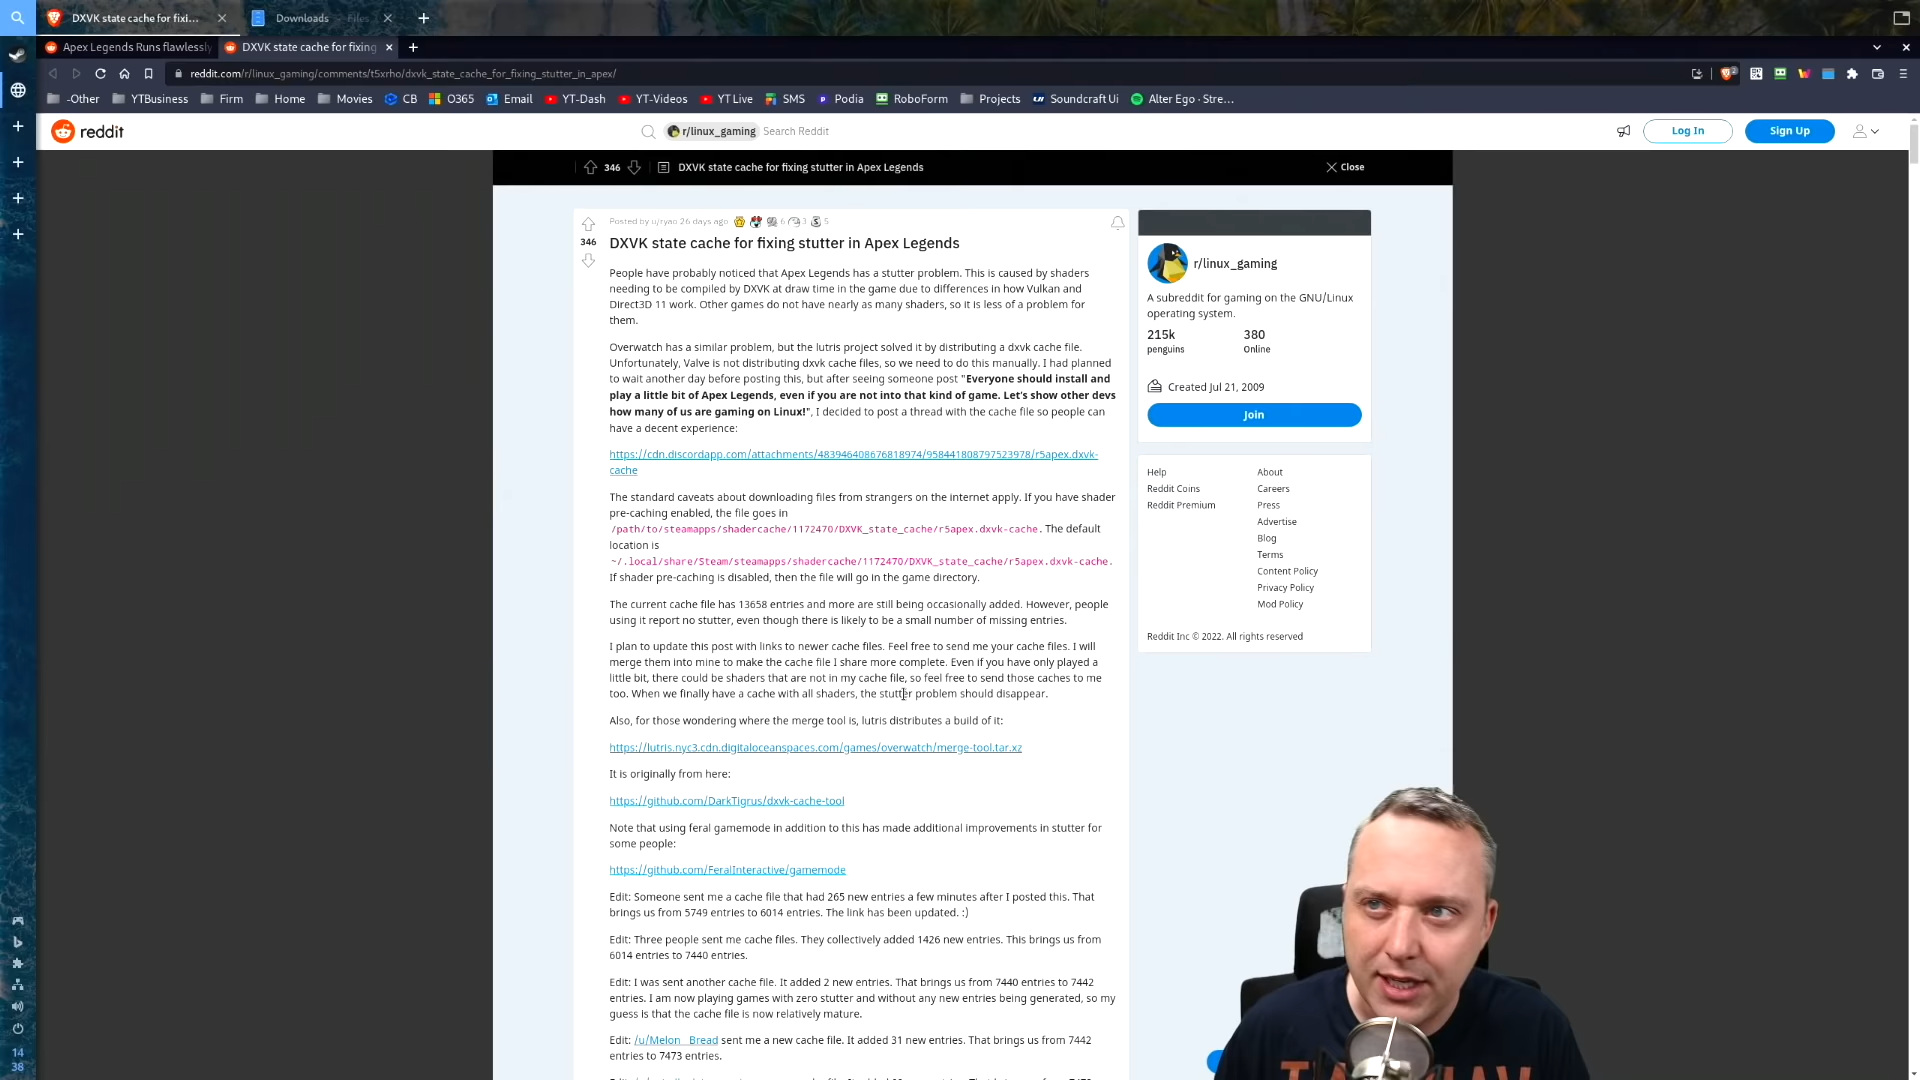 DXVK state cache for fixi...
Downloads
Files
Apex Legends Runs flawlessly
DXVK state cache for fixing
reddit.com/r/linux_gaming/comments/t5xrho/dxvk_state_cache_for_fixing_stutter_in_apex/
-Other YTBusiness Firm Home Movies CB O365 Email YT-Dash YT-Videos YT Live SMS Podia RoboForm Projects Soundcraft Ui Alter Ego - Stre...
reddit
r/linux_gaming Search Reddit
Log In
Sign Up
346 DXVK state cache for fixing stutter in Apex Legends
Close
Posted by u/ryao 26 days ago 6 3 5
346
DXVK state cache for fixing stutter in Apex Legends
People have probably noticed that Apex Legends has a stutter problem. This is caused by shaders
needing to be compiled by DXVK at draw time in the game due to differences in how Vulkan and
Direct3D 11 work. Other games do not have nearly as many shaders, so it is less of a problem for
them.
Overwatch has a similar problem, but the lutris project solved it by distributing a dxvk cache file.
Unfortunately, Valve is not distributing dxvk cache files, so we need to do this manually. I had planned
to wait another day before posting this, but after seeing someone post "Everyone should install and
play a little bit of Apex Legends, even if you are not into that kind of game. Let's show other devs
how many of us are gaming on Linux!", I decided to post a thread with the cache file so people can
have a decent experience:
https://cdn.discordapp.com/attachments/483946408676818974/958441808797523978/r5apex.dxvk-
cache
The standard caveats about downloading files from strangers on the internet apply. If you have shader
pre-caching enabled, the file goes in
/path/to/steamapps/shadercache/1172470/DXVK_state_cache/r5apex.dxvk-cache. The default
location is
~/.local/share/Steam/steamapps/shadercache/1172470/DXVK_state_cache/r5apex.dxvk-cache.
If shader pre-caching is disabled, then the file will go in the game directory.
The current cache file has 13658 entries and more are still being occasionally added. However, people
using it report no stutter, even though there is likely to be a small number of missing entries.
I plan to update this post with links to newer cache files. Feel free to send me your cache files. I will
merge them into mine to make the cache file I share more complete. Even if you have only played a
little bit, there could be shaders that are not in my cache file, so feel free to send those caches to me
too. When we finally have a cache with all shaders, the stutter problem should disappear.
Also, for those wondering where the merge tool is, lutris distributes a build of it:
https://lutris.nyc3.cdn.digitaloceanspaces.com/games/overwatch/merge-tool.tar.xz
It is originally from here:
https://github.com/DarkTigrus/dxvk-cache-tool
Note that using feral gamemode in addition to this has made additional improvements in stutter for
some people:
https://github.com/FeralInteractive/gamemode
Edit: Someone sent me a cache file that had 265 new entries a few minutes after I posted this. That
brings us from 5749 entries to 6014 entries. The link has been updated. :)
Edit: Three people sent me cache files. They collectively added 1426 new entries. This brings us from
6014 entries to 7440 entries.
Edit: I was sent another cache file. It added 2 new entries. That brings us from 7440 entries to 7442
entries. I am now playing games with zero stutter and without any new entries being generated, so my
guess is that the cache file is now relatively mature.
Edit: /u/Melon_Bread sent me a new cache file. It added 31 new entries. That brings us from 7442
entries to 7473 entries.
r/linux_gaming
A subreddit for gaming on the GNU/Linux
operating system.
215k 380
penguins Online
Created Jul 21, 2009
Join
Help About
Reddit Coins Careers
Reddit Premium Press
Advertise
Blog
Terms
Content Policy
Privacy Policy
Mod Policy
Reddit Inc © 2022. All rights reserved
14
38